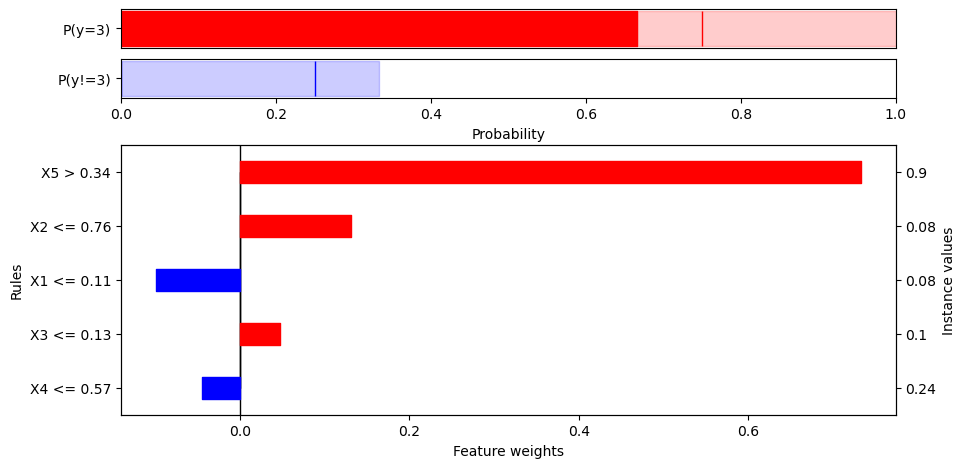 P(y=3)
P(y!=3)
0.0 0.2 0.4 0.6 0.8 1.0
Probability
X5 > 0.34 0.9
X2 <= 0.76 0.08
X1 <= 0.11 0.08
X3 <= 0.13 0.1
X4 <= 0.57 0.24
Rules
Instance values
0.0 0.2 0.4 0.6
Feature weights